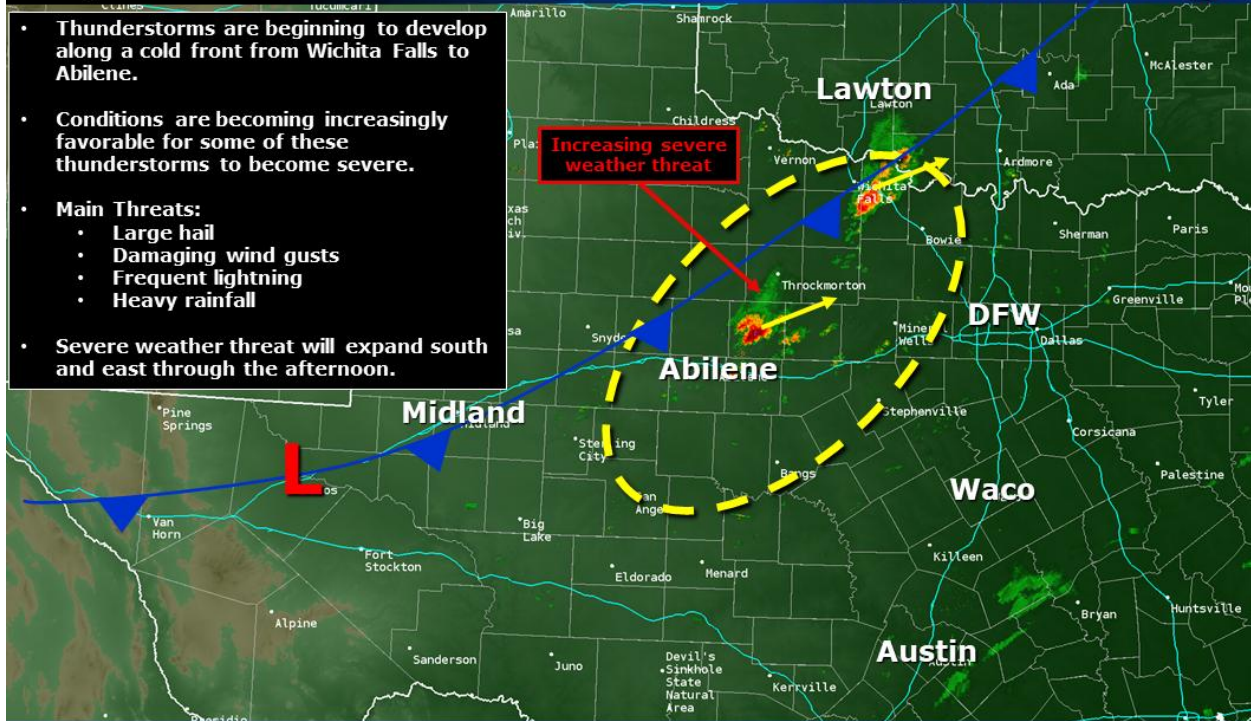 Clines
Tucumcari
Amarillo
Shamrock
• Thunderstorms are beginning to develop
along a cold front from Wichita Falls to
Abilene.
• Conditions are becoming increasingly
favorable for some of these
thunderstorms to become severe.
• Main Threats:
• Large hail
• Damaging wind gusts
• Frequent lightning
• Heavy rainfall
• Severe weather threat will expand south
and east through the afternoon.
McAlester
Ada
Lawton
Lawton
Childress
Increasing severe
weather threat
Vernon
Ardmore
Wichita
Falls
Bowie
Sherman
Paris
Throckmorton
Greenville
DFW
Dallas
Mineral
Wells
Abilene
Midland
Stephenville
Tyler
Pine
Springs
Corsicana
Sterling
City
Bangs
Palestine
L
Waco
San
Van
Horn
Big
Lake
Killeen
Fort
Stockton
Eldorado
Menard
Bryan
Huntsville
Alpine
Austin
Austin
Sanderson
Juno
Devil's
Sinkhole
State
Natural
Area
Kerrville
Presidio